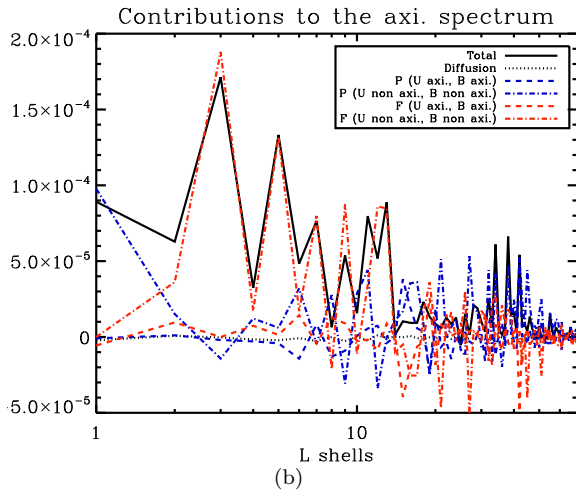 Contributions to the axi. spectrum
2.0×10⁻⁴
1.5×10⁻⁴
1.0×10⁻⁴
5.0×10⁻⁵
0
-5.0×10⁻⁵
Total
Diffusion
P (U axi., B axi.)
P (U non axi., B non axi.)
F (U axi., B axi.)
F (U non axi., B non axi.)
1
10
L shells
(b)